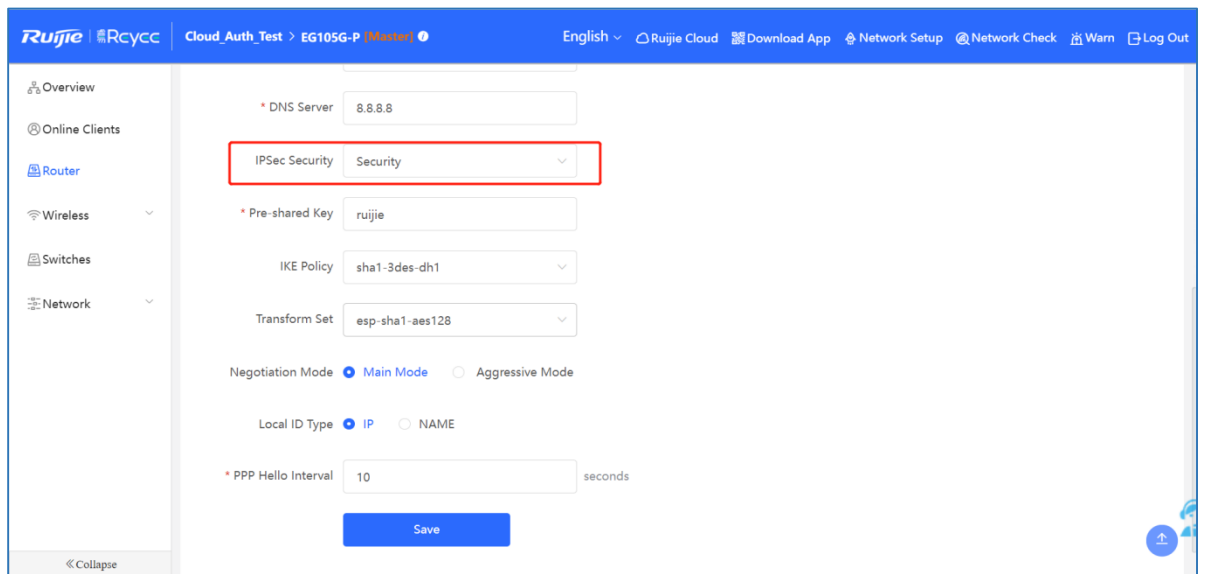 Ruijie Rcycc Cloud_Auth_Test > EG105G-P [Master] English Ruijie Cloud Download App Network Setup Network Check Warn Log Out
Overview
Online Clients
Router
Wireless
Switches
Network
Collapse
* DNS Server 8.8.8.8
IPSec Security Security
* Pre-shared Key ruijie
IKE Policy sha1-3des-dh1
Transform Set esp-sha1-aes128
Negotiation Mode Main Mode Aggressive Mode
Local ID Type IP NAME
* PPP Hello Interval 10 seconds
Save